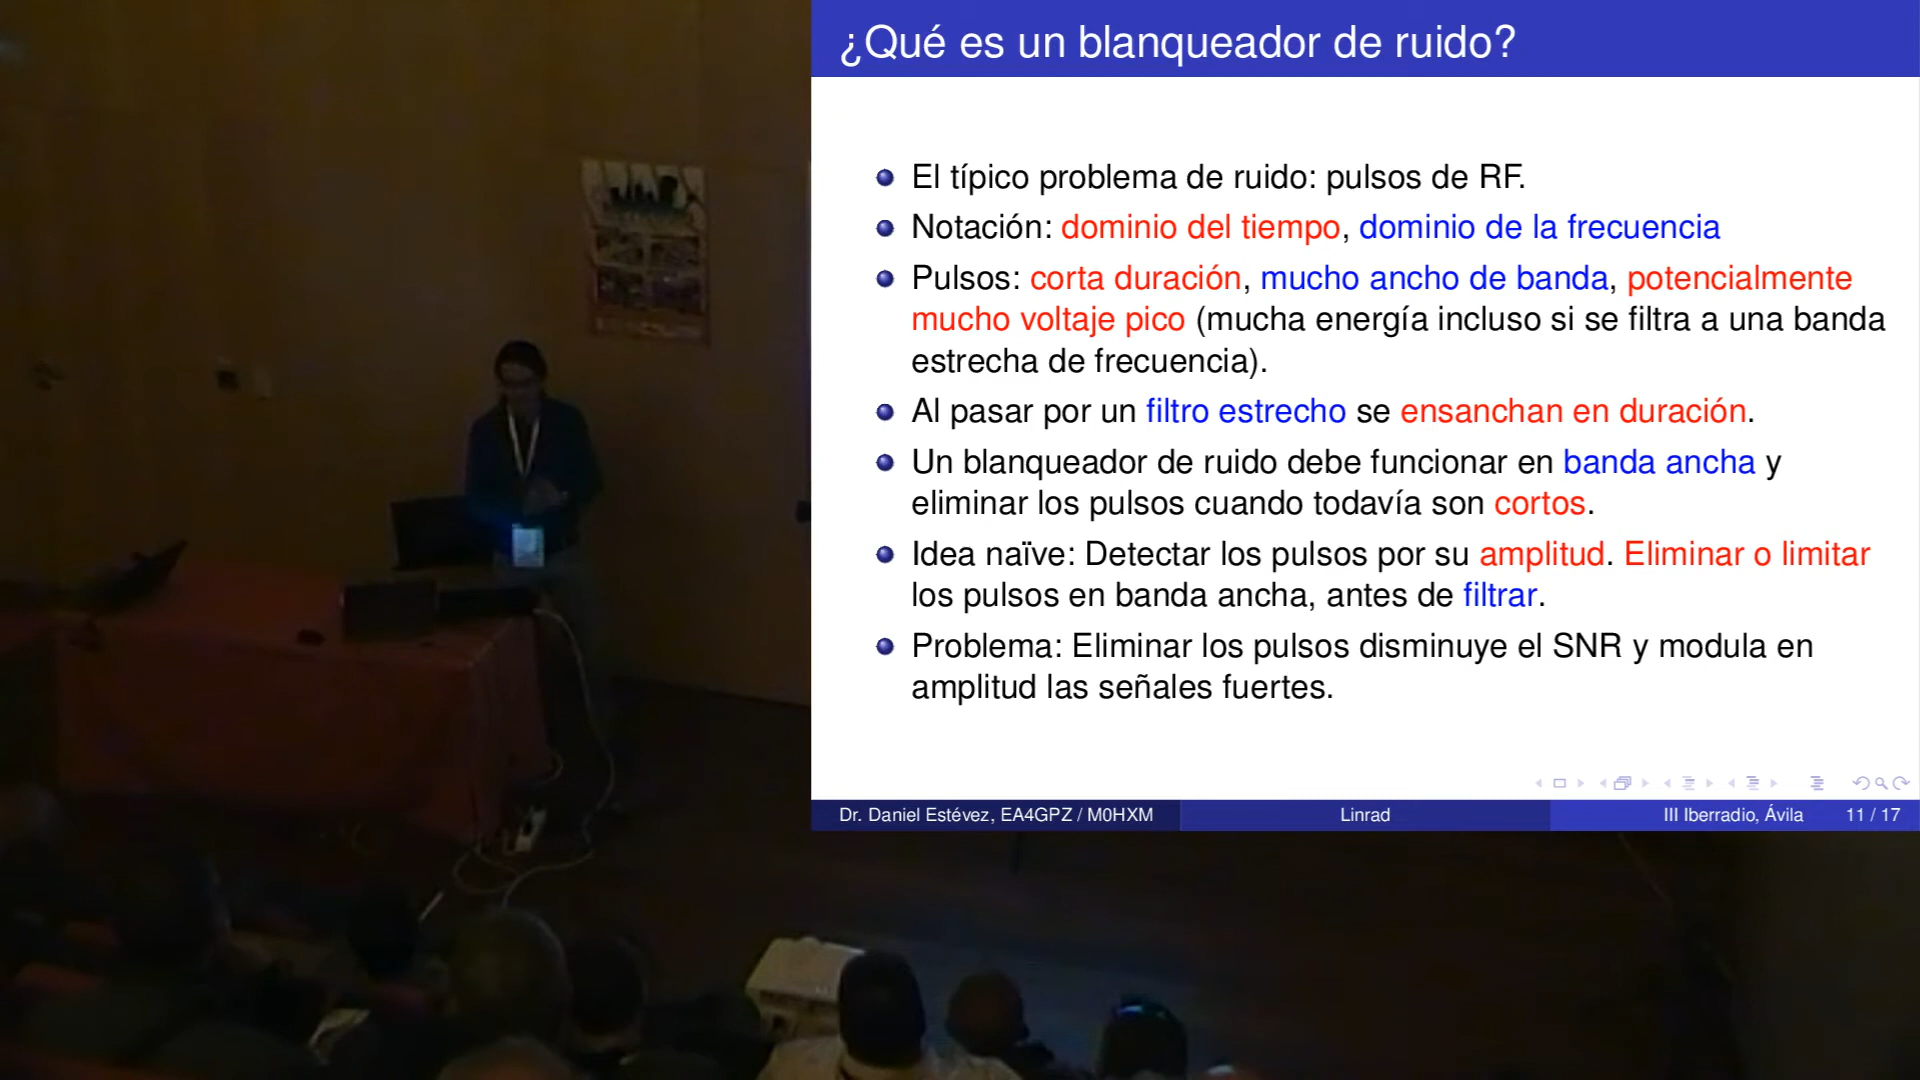 ¿Qué es un blanqueador de ruido?
El típico problema de ruido: pulsos de RF.
Notación: dominio del tiempo, dominio de la frecuencia
Pulsos: corta duración, mucho ancho de banda, potencialmente
mucho voltaje pico (mucha energía incluso si se filtra a una banda
estrecha de frecuencia).
Al pasar por un filtro estrecho se ensanchan en duración.
Un blanqueador de ruido debe funcionar en banda ancha y
eliminar los pulsos cuando todavía son cortos.
Idea naïve: Detectar los pulsos por su amplitud. Eliminar o limitar
los pulsos en banda ancha, antes de filtrar.
Problema: Eliminar los pulsos disminuye el SNR y modula en
amplitud las señales fuertes.
Dr. Daniel Estévez, EA4GPZ / M0HXM Linrad III Iberradio, Ávila 11 / 17